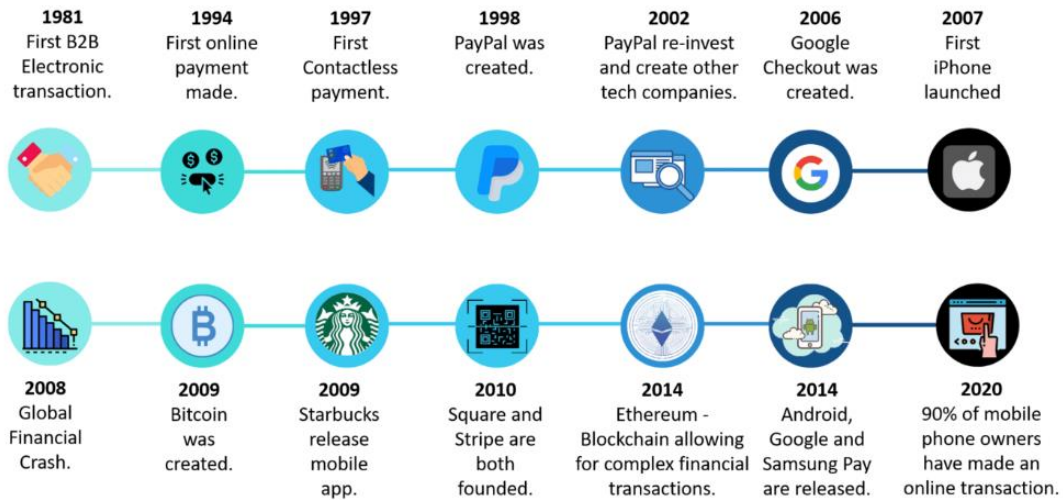 1981
First B2B
Electronic
transaction.
1994
First online
payment
made.
1997
First
Contactless
payment.
1998
PayPal was
created.
2002
PayPal re-invest
and create other
tech companies.
2006
Google
Checkout was
created.
2007
First
iPhone
launched
2008
Global
Financial
Crash.
2009
Bitcoin
was
created.
2009
Starbucks
release
mobile
app.
2010
Square and
Stripe are
both
founded.
2014
Ethereum -
Blockchain allowing
for complex financial
transactions.
2014
Android,
Google and
Samsung Pay
are released.
2020
90% of mobile
phone owners
have made an
online transaction.